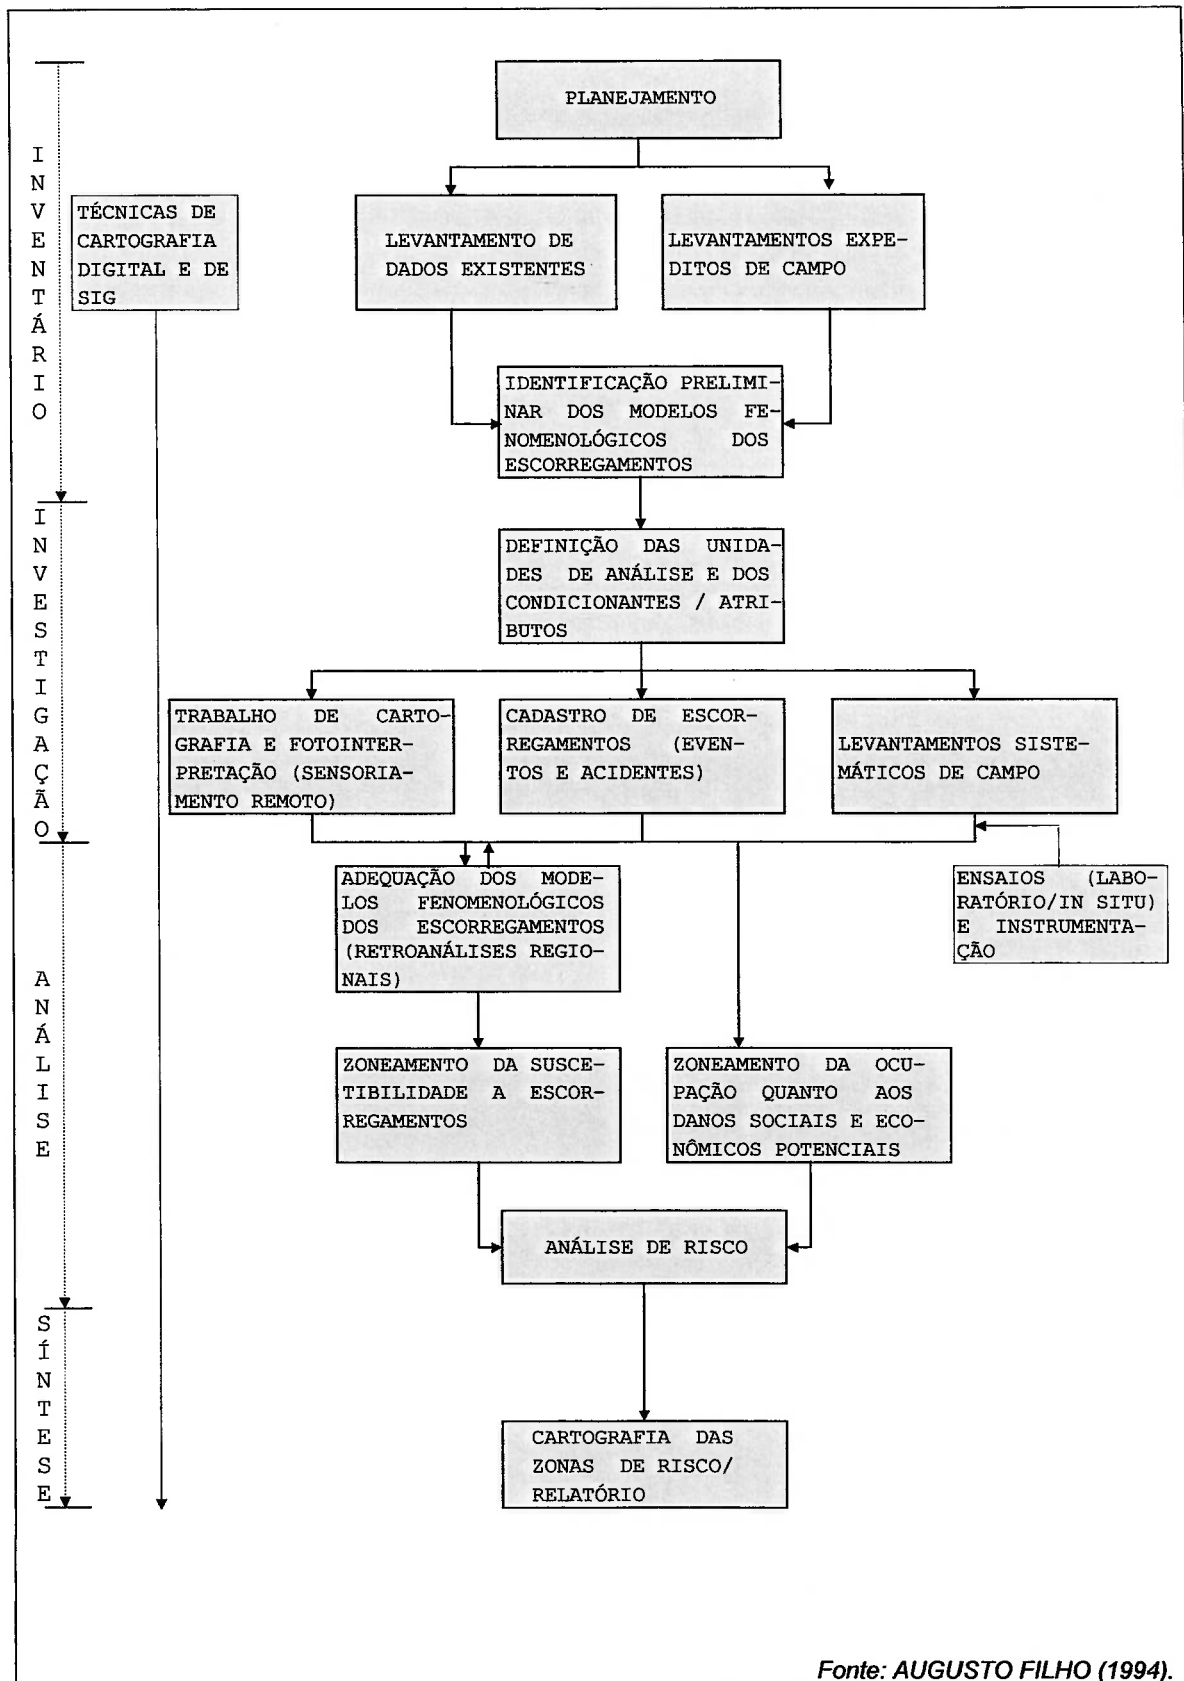 PLANEJAMENTO
INVENTÁRIO
TÉCNICAS DE
CARTOGRAFIA
DIGITAL E DE
SIG
LEVANTAMENTO DE
DADOS EXISTENTES
LEVANTAMENTOS EXPE-
DITOS DE CAMPO
IDENTIFICAÇÃO PRELIMI-
NAR DOS MODELOS FE-
NOMENOLÓGICOS DOS
ESCORREGAMENTOS
INVESTIGAÇÃO
DEFINIÇÃO DAS UNIDA-
DES DE ANÁLISE E DOS
CONDICIONANTES / ATRI-
BUTOS
TRABALHO DE CARTO-
GRAFIA E FOTOINTER-
PRETAÇÃO (SENSORIA-
MENTO REMOTO)
CADASTRO DE ESCOR-
REGAMENTOS (EVEN-
TOS E ACIDENTES)
LEVANTAMENTOS SISTE-
MÁTICOS DE CAMPO
ANÁLISE
ADEQUAÇÃO DOS MODE-
LOS FENOMENOLÓGICOS
DOS ESCORREGAMENTOS
(RETROANÁLISES REGIO-
NAIS)
ENSAIOS (LABO-
RATÓRIO/IN SITU)
E INSTRUMENTA-
ÇÃO
ZONEAMENTO DA SUSCE-
TIBILIDADE A ESCOR-
REGAMENTOS
ZONEAMENTO DA OCU-
PAÇÃO QUANTO AOS
DANOS SOCIAIS E ECO-
NÔMICOS POTENCIAIS
ANÁLISE DE RISCO
SÍNTESE
CARTOGRAFIA DAS
ZONAS DE RISCO/
RELATÓRIO
Fonte: AUGUSTO FILHO (1994).